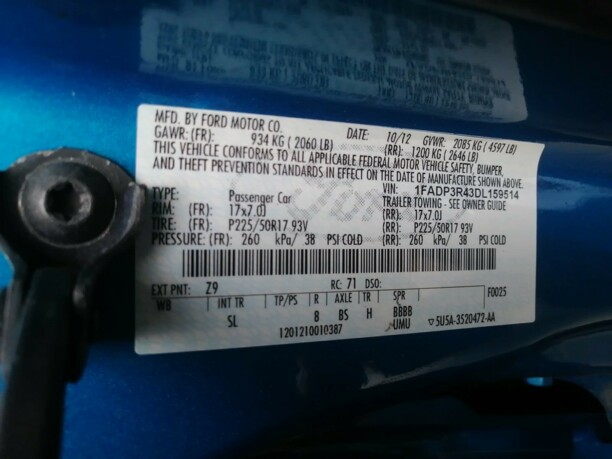 MFD. BY FORD MOTOR CO.
DATE: 10/12 GVWR: 2085 KG ( 4597 LB)
GAWR: (FR): 934 KG ( 2060 LB) (RR): 1200 KG ( 2646 LB)
THIS VEHICLE CONFORMS TO ALL APPLICABLE FEDERAL MOTOR VEHICLE SAFETY, BUMPER,
AND THEFT PREVENTION STANDARDS IN EFFECT ON THE DATE OF MANUFACTURE SHOWN ABOVE.
VIN: 1FADP3R43DL159514
TYPE: Passenger Car TRAILER TOWING - SEE OWNER GUIDE
RIM: (FR): 17x7.0J (RR): 17x7.0J
TIRE: (FR): P225/50R17 93V (RR): P225/50R17 93V
PRESSURE: (FR): 260 kPa/ 38 PSI COLD (RR): 260 kPa/ 38 PSI COLD
EXT PNT: Z9 RC: 71 DSO:
WB INT TR TP/PS R AXLE TR SPR F0025
SL 8 BS H BBBB
UMU
1201210010387 ▽5U5A-3520472-AA